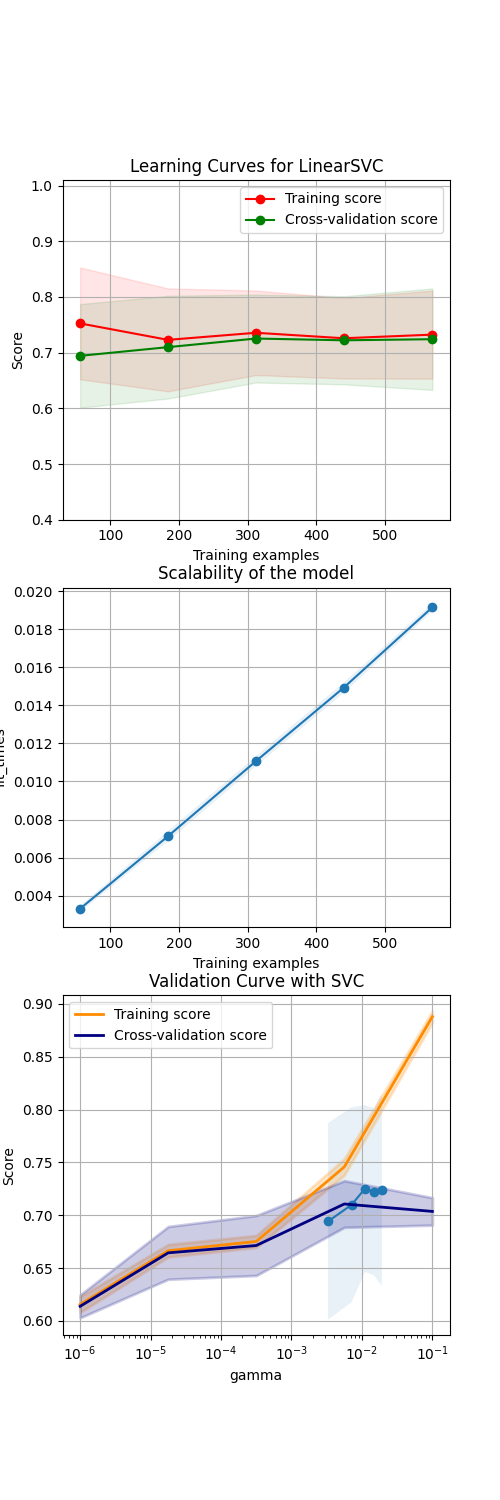 Learning Curves for LinearSVC
1.0
0.9
0.8
0.7
0.6
0.5
0.4
Score
Training score
Cross-validation score
100 200 300 400 500
Training examples
Scalability of the model
0.020
0.018
0.016
0.014
0.012
0.010
0.008
0.006
0.004
100 200 300 400 500
Training examples
Validation Curve with SVC
0.90
0.85
0.80
0.75
0.70
0.65
0.60
Score
Training score
Cross-validation score
10⁻⁶ 10⁻⁵ 10⁻⁴ 10⁻³ 10⁻² 10⁻¹
gamma